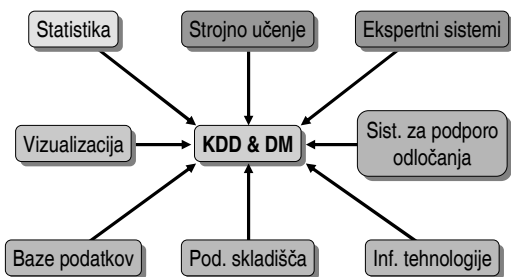 Statistika
Strojno učenje
Ekspertni sistemi
Vizualizacija
KDD & DM
Sist. za podporo
odločanja
Baze podatkov
Pod. skladišča
Inf. tehnologije